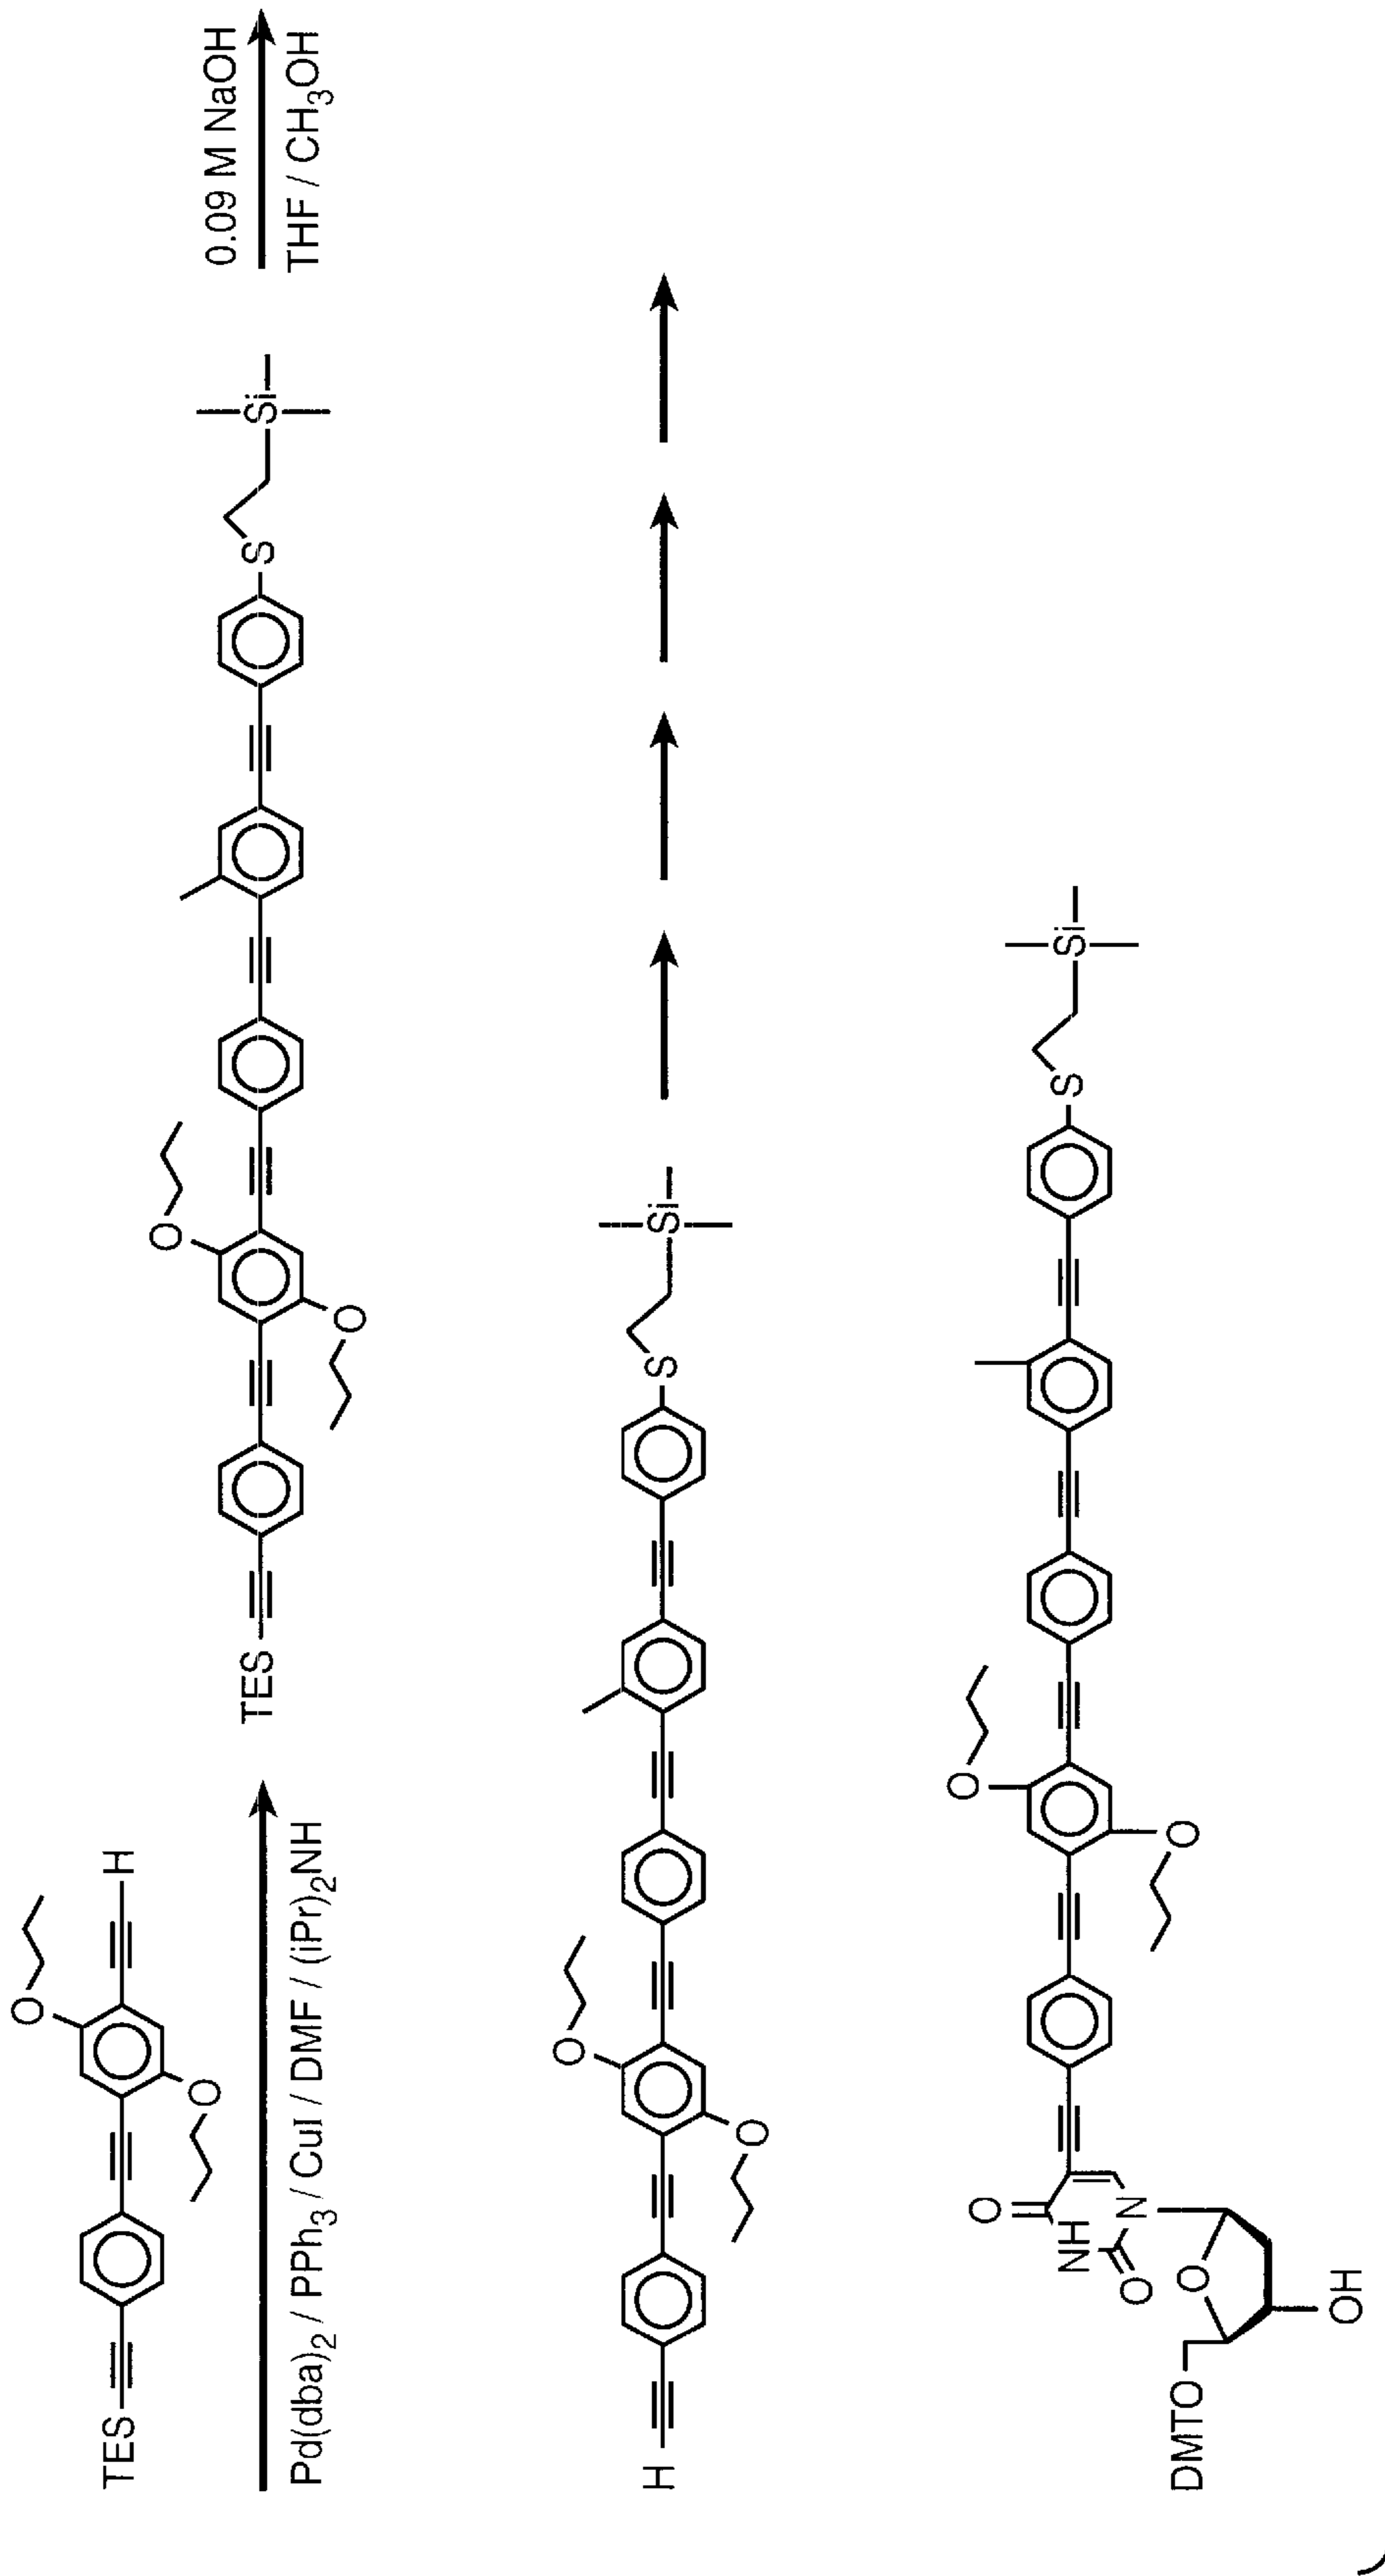 TES
H
O
O
Pd(dba)2 / PPh3 / CuI / DMF / (iPr)2NH
TES
O
O
S
Si
0.09 M NaOH
THF / CH3OH
H
O
O
S
Si
DMTO
O
OH
O
NH
N
O
O
O
S
Si